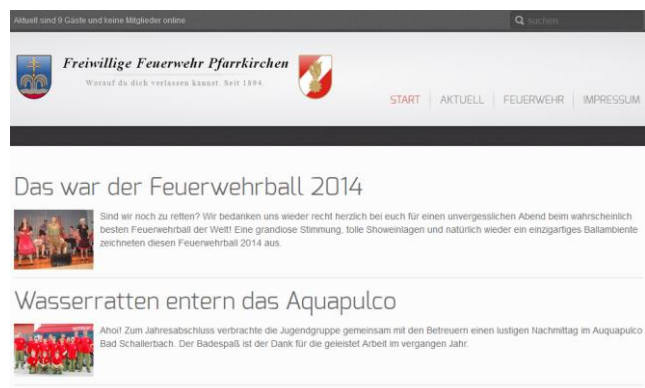 Aktuell sind 9 Gäste und keine Mitglieder online
suchen
Freiwillige Feuerwehr Pfarrkirchen
Worauf du dich verlassen kannst. Seit 1894.
START AKTUELL FEUERWEHR IMPRESSUM
Das war der Feuerwehrball 2014
Sind wir noch zu retten? Wir bedanken uns wieder recht herzlich bei euch für einen unvergesslichen Abend beim wahrscheinlich
besten Feuerwehrball der Welt! Eine grandiose Stimmung, tolle Showeinlagen und natürlich wieder ein einzigartiges Ballambiente
zeichneten diesen Feuerwehrball 2014 aus.
Wasserratten entern das Aquapulco
Ahoi! Zum Jahresabschluss verbrachte die Jugendgruppe gemeinsam mit den Betreuern einen lustigen Nachmittag im Auquapulco
Bad Schallerbach. Der Badespaß ist der Dank für die geleistet Arbeit im vergangen Jahr.